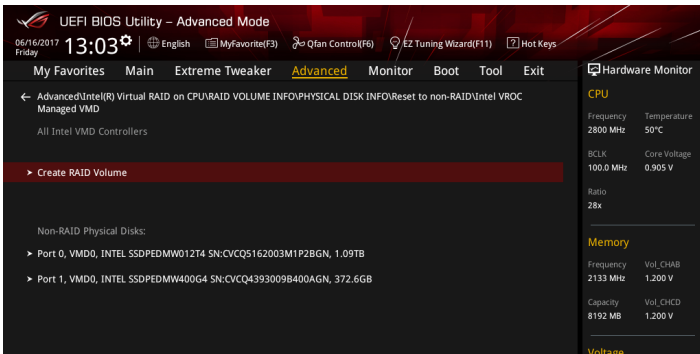 UEFI BIOS Utility – Advanced Mode
06/16/2017 Friday 13:03 English MyFavorite(F3) Qfan Control(F6) EZ Tuning Wizard(F11) ? Hot Keys
My Favorites Main Extreme Tweaker Advanced Monitor Boot Tool Exit
← Advanced\Intel(R) Virtual RAID on CPU\RAID VOLUME INFO\PHYSICAL DISK INFO\Reset to non-RAID\Intel VROC
Managed VMD
All Intel VMD Controllers
> Create RAID Volume
Non-RAID Physical Disks:
> Port 0, VMD0, INTEL SSDPEDMW012T4 SN:CVCQ5162003M1P2BGN, 1.09TB
> Port 1, VMD0, INTEL SSDPEDMW400G4 SN:CVCQ4393009B400AGN, 372.6GB
Hardware Monitor
CPU
Frequency Temperature
2800 MHz 50°C
BCLK Core Voltage
100.0 MHz 0.905 V
Ratio
28x
Memory
Frequency Vol_CHAB
2133 MHz 1.200 V
Capacity Vol_CHCD
8192 MB 1.200 V
Voltage